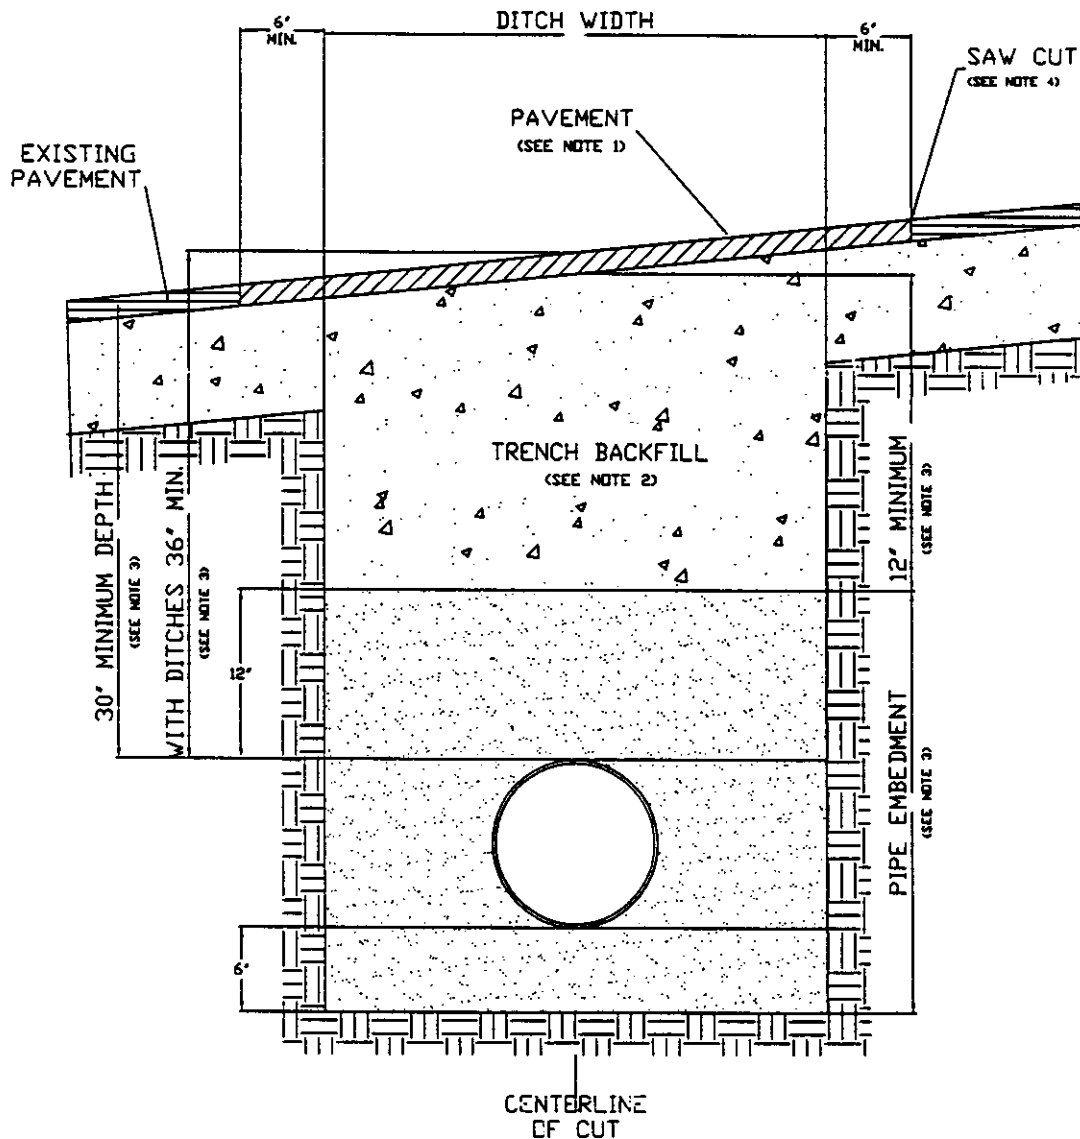 6" MIN.
DITCH WIDTH
6" MIN.
SAW CUT
(SEE NOTE 4)
PAVEMENT
(SEE NOTE 1)
EXISTING
PAVEMENT
TRENCH BACKFILL
(SEE NOTE 2)
30" MINIMUM DEPTH
(SEE NOTE 3)
WITH DITCHES 36" MIN.
(SEE NOTE 3)
12"
12" MINIMUM
(SEE NOTE 3)
PIPE EMBEDMENT
(SEE NOTE 3)
6"
CENTERLINE
OF CUT